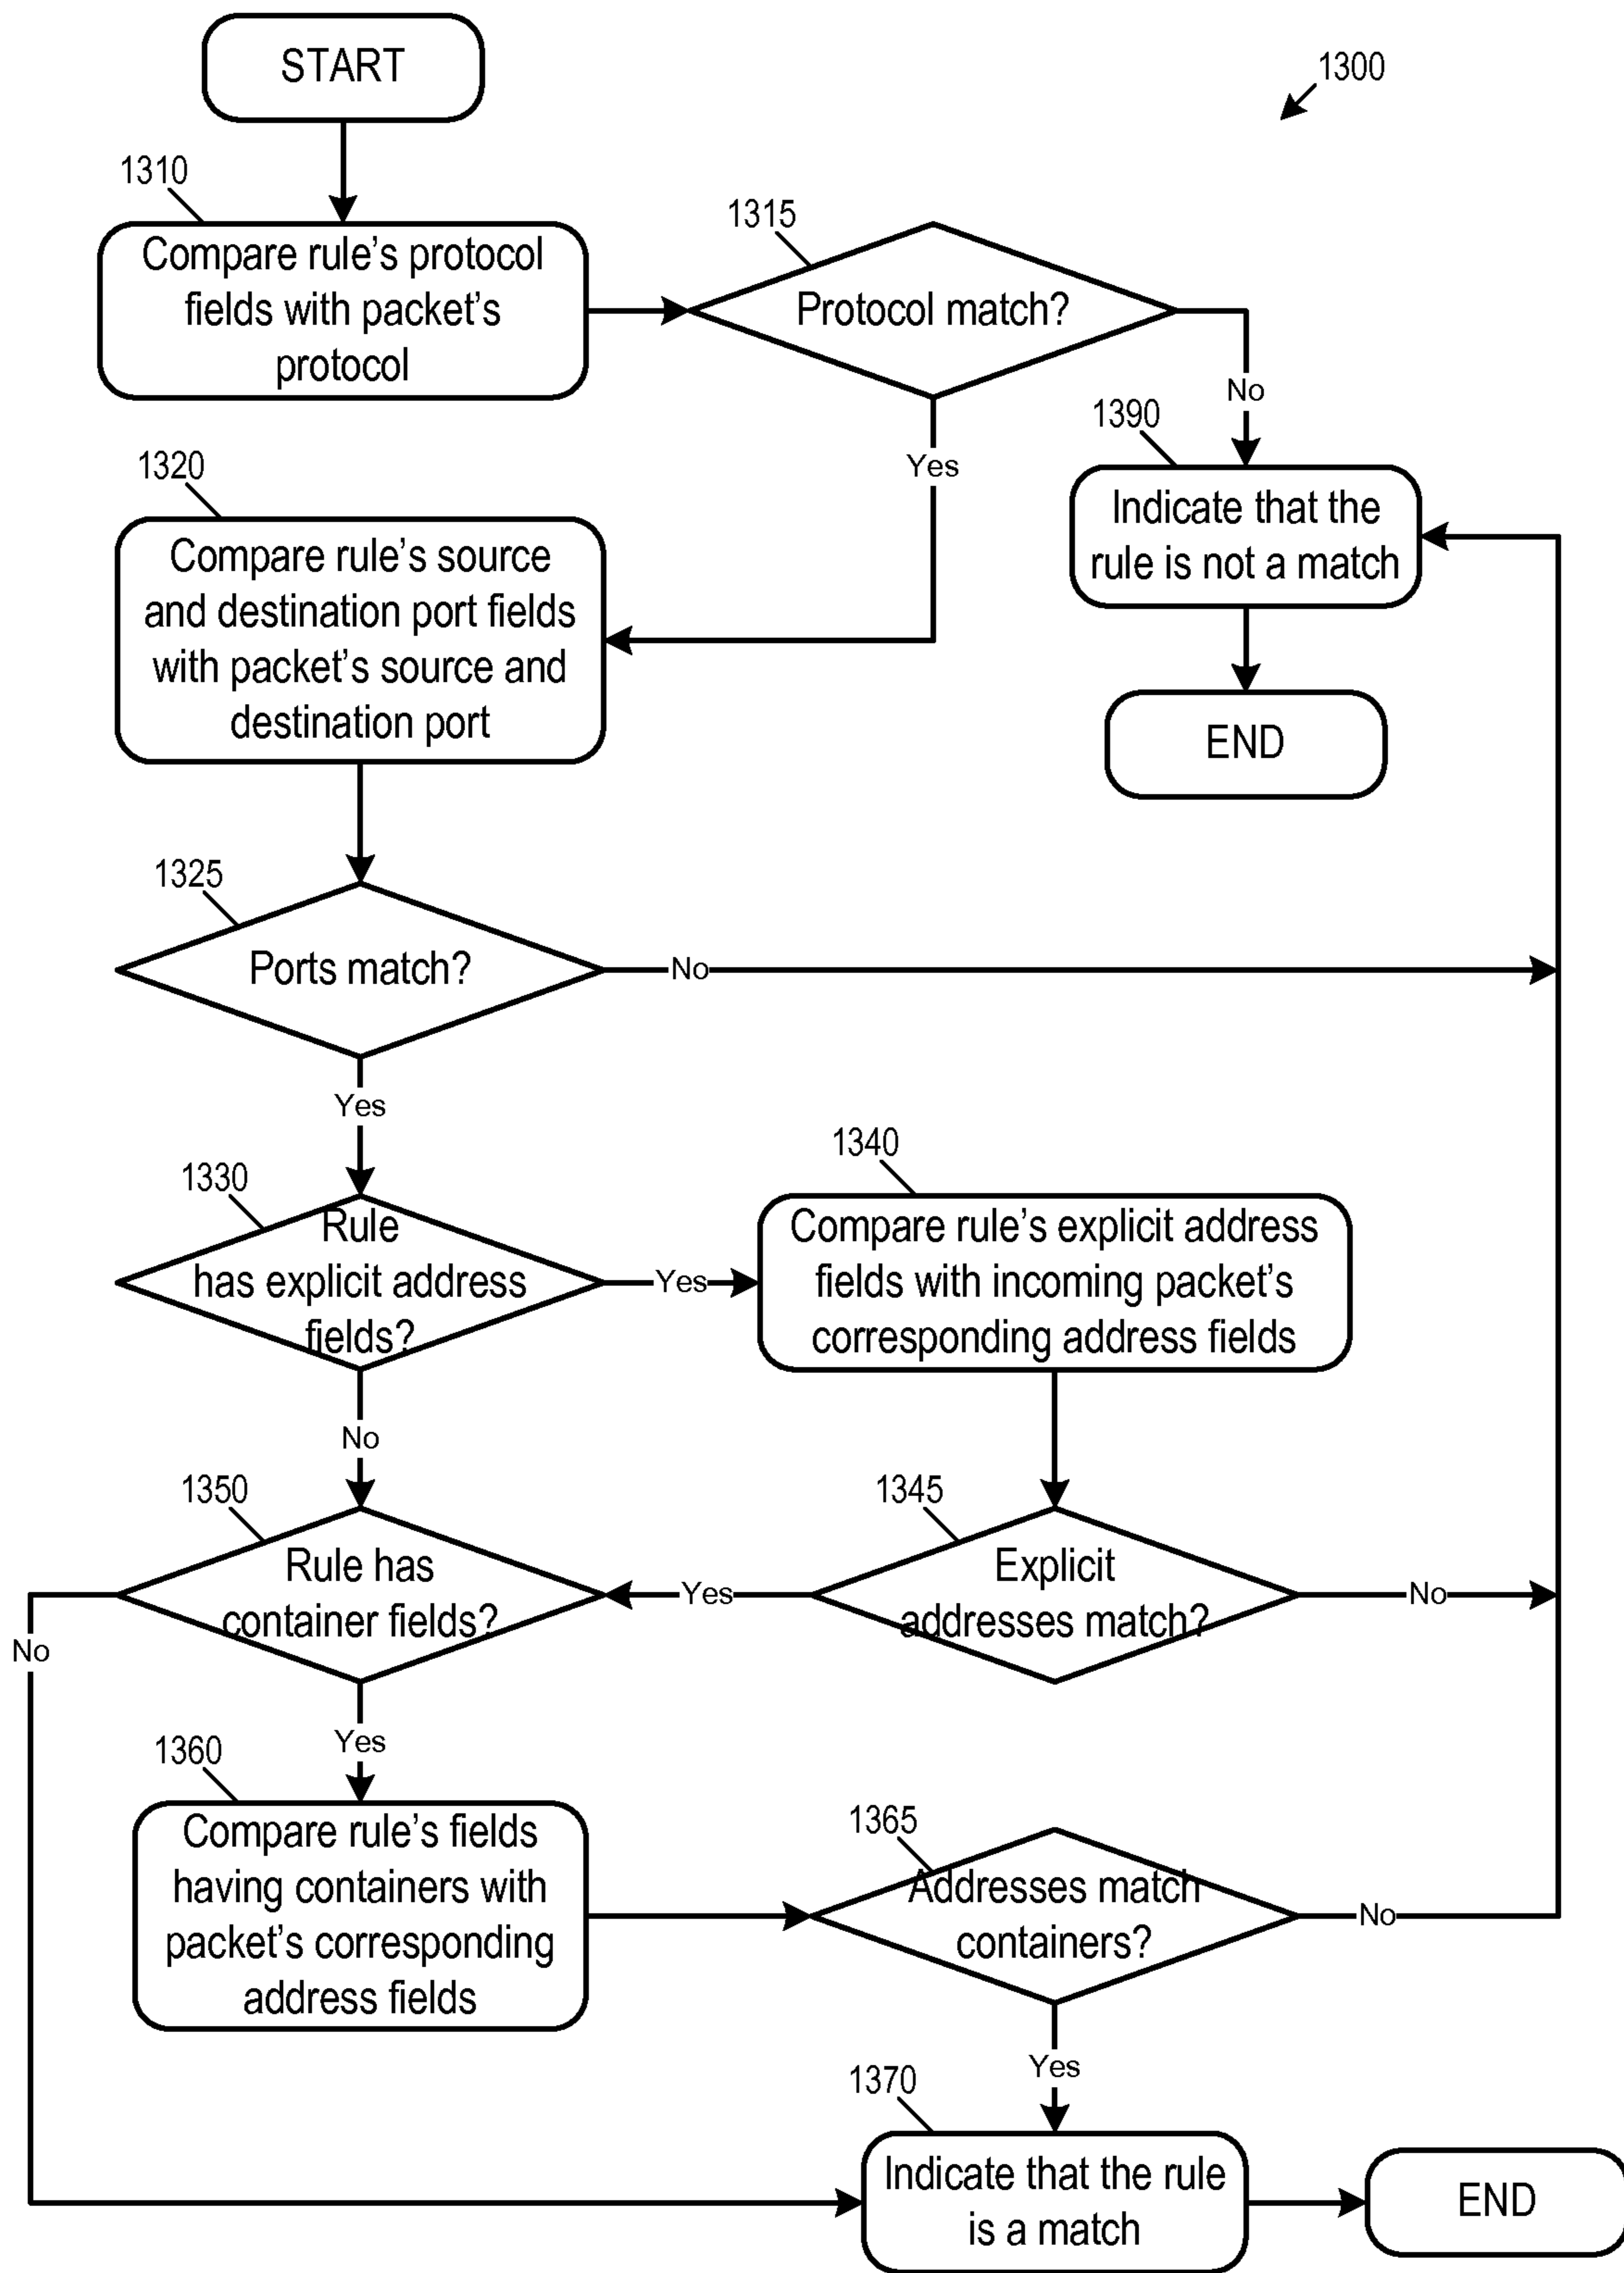 START
1300
1310
Compare rule's protocol
fields with packet's
protocol
1315
Protocol match?
No
Yes
1390
Indicate that the
rule is not a match
END
1320
Compare rule's source
and destination port fields
with packet's source and
destination port
1325
Ports match?
No
Yes
1330
Rule
has explicit address
fields?
Yes
No
1340
Compare rule's explicit address
fields with incoming packet's
corresponding address fields
1345
Explicit
addresses match?
Yes
No
1350
Rule has
container fields?
No
Yes
1360
Compare rule's fields
having containers with
packet's corresponding
address fields
1365
Addresses match
containers?
No
Yes
1370
Indicate that the rule
is a match
END